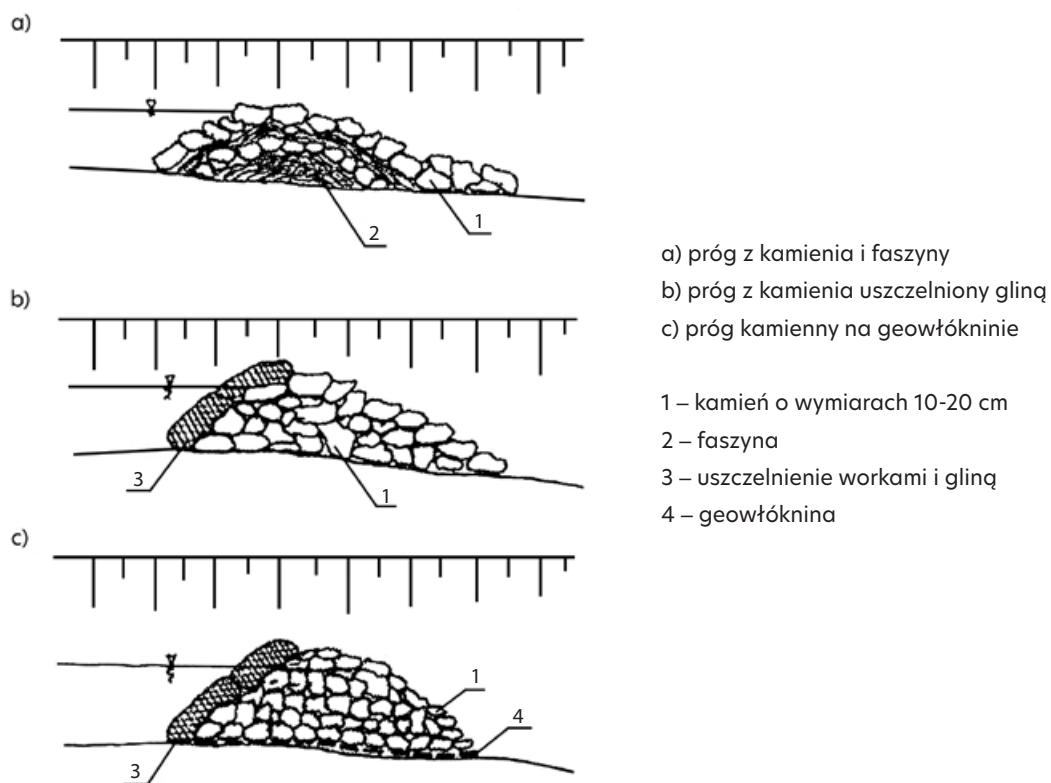 a)
2
1
b)
3
1
c)
1
4
3
a) próg z kamienia i faszyny
b) próg z kamienia uszczelniony gliną
c) próg kamienny na geowłókninie
1 – kamień o wymiarach 10-20 cm
2 – faszyna
3 – uszczelnienie workami i gliną
4 – geowłóknina